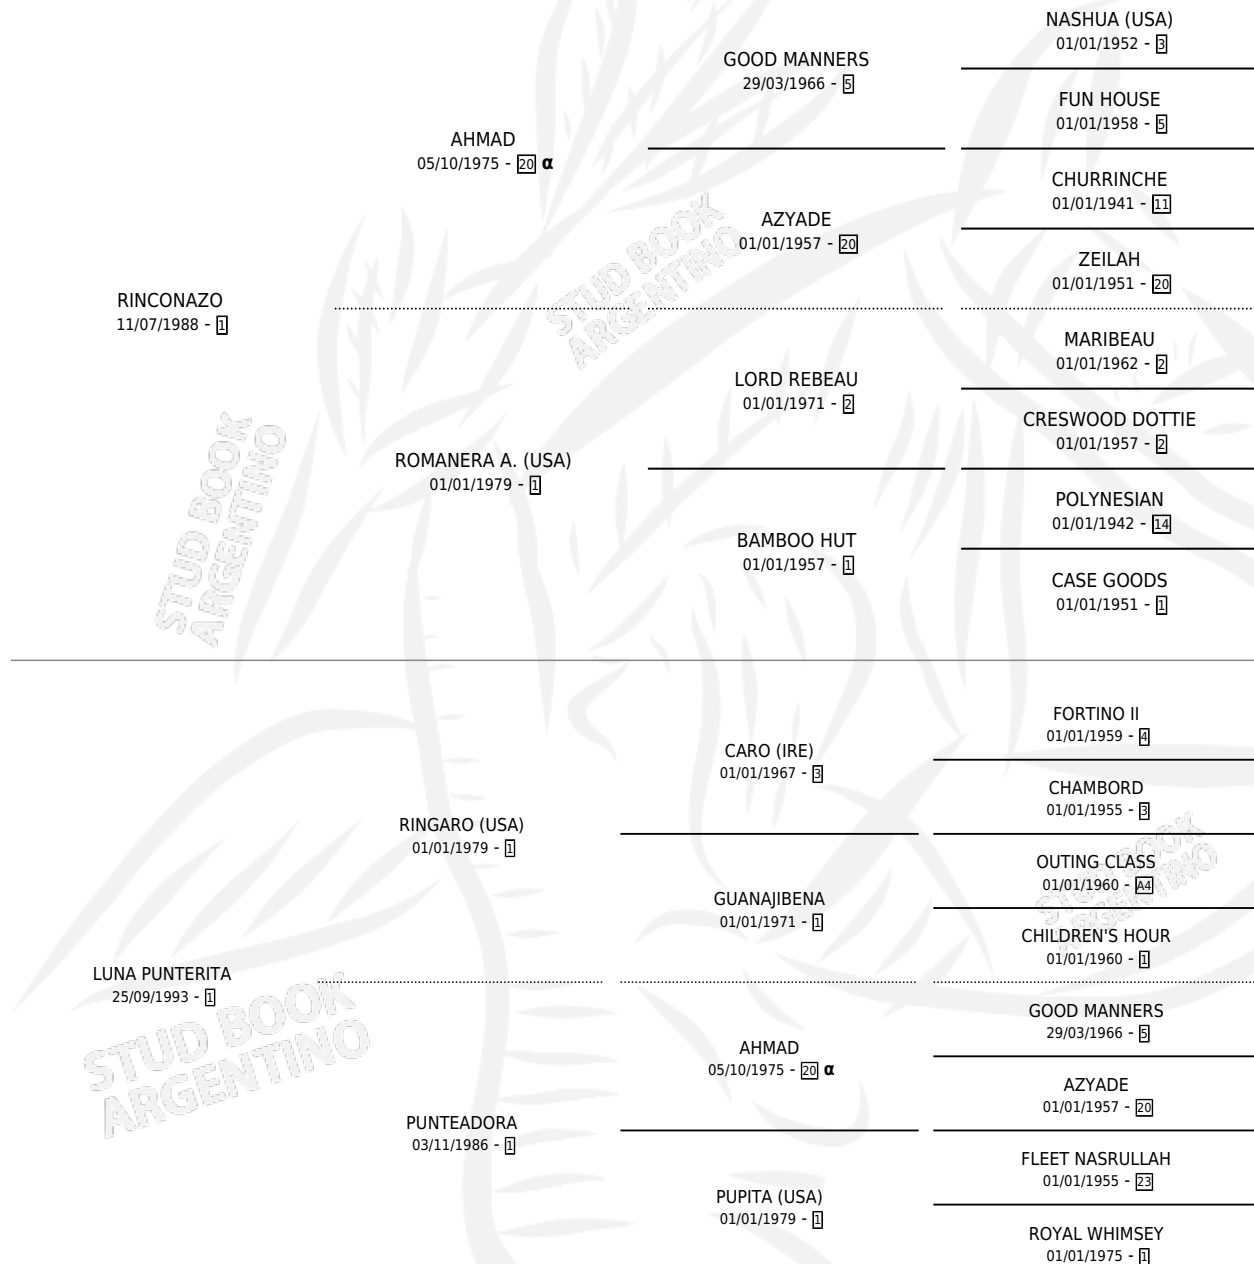 NASHUA (USA)
01/01/1952 - 3
GOOD MANNERS
29/03/1966 - 5
FUN HOUSE
01/01/1958 - 5
AHMAD
05/10/1975 - 20 α
CHURRINCHE
01/01/1941 - 11
AZYADE
01/01/1957 - 20
ZEILAH
01/01/1951 - 20
RINCONAZO
11/07/1988 - 1
MARIBEAU
01/01/1962 - 2
LORD REBEAU
01/01/1971 - 2
CRESWOOD DOTTIE
01/01/1957 - 2
ROMANERA A. (USA)
01/01/1979 - 1
POLYNESIAN
01/01/1942 - 14
BAMBOO HUT
01/01/1957 - 1
CASE GOODS
01/01/1951 - 1
STUD BOOK
ARGENTINO
STUD BOOK
ARGENTINO
FORTINO II
01/01/1959 - 4
CARO (IRE)
01/01/1967 - 3
CHAMBORD
01/01/1955 - 3
RINGARO (USA)
01/01/1979 - 1
OUTING CLASS
01/01/1960 - A4
GUANAJIBENA
01/01/1971 - 1
CHILDREN'S HOUR
01/01/1960 - 1
STUD BOOK
ARGENTINO
LUNA PUNTERITA
25/09/1993 - 1
GOOD MANNERS
29/03/1966 - 5
AHMAD
05/10/1975 - 20 α
AZYADE
01/01/1957 - 20
PUNTEADORA
03/11/1986 - 1
FLEET NASRULLAH
01/01/1955 - 23
PUPITA (USA)
01/01/1979 - 1
ROYAL WHIMSEY
01/01/1975 - 1
STUD BOOK
ARGENTINO